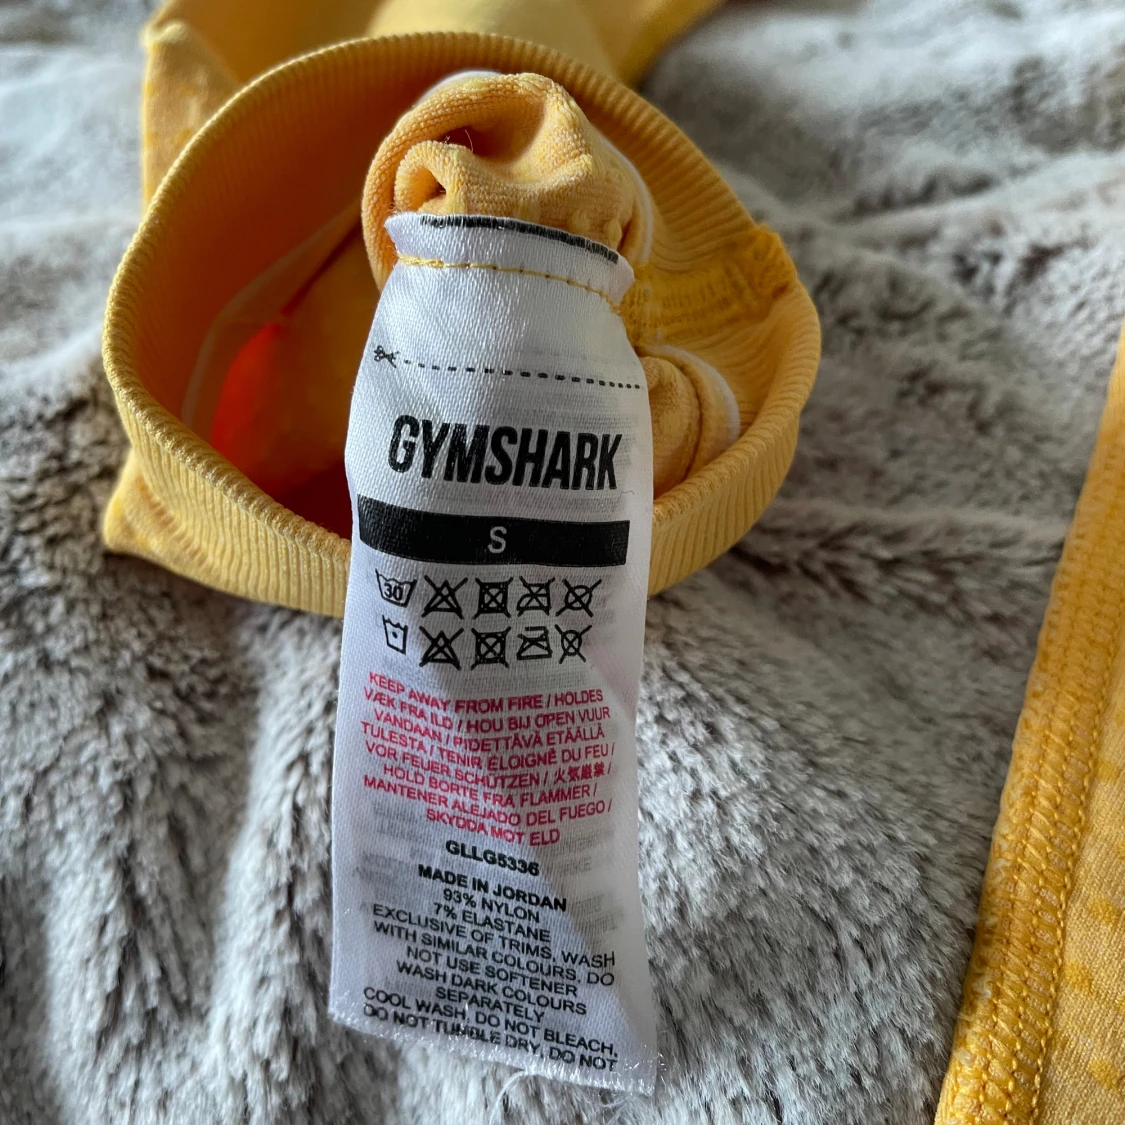 GYMSHARK
S
30
KEEP AWAY FROM FIRE / HOLDES
VÆK FRA ILD / HOU BIJ OPEN VUUR
VANDAAN / PIDETTÄVÄ ETÄÄLLÄ
TULESTA / TENIR ÉLOIGNÉ DU FEU /
VOR FEUER SCHÜTZEN / 火気厳禁 /
HOLD BORTE FRA FLAMMER /
MANTENER ALEJADO DEL FUEGO /
SKYDDA MOT ELD
GLLG5336
MADE IN JORDAN
93% NYLON
7% ELASTANE
EXCLUSIVE OF TRIMS, WASH
WITH SIMILAR COLOURS, DO
NOT USE SOFTENER
WASH DARK COLOURS
SEPARATELY
COOL WASH, DO NOT BLEACH,
DO NOT TUMBLE DRY, DO NOT